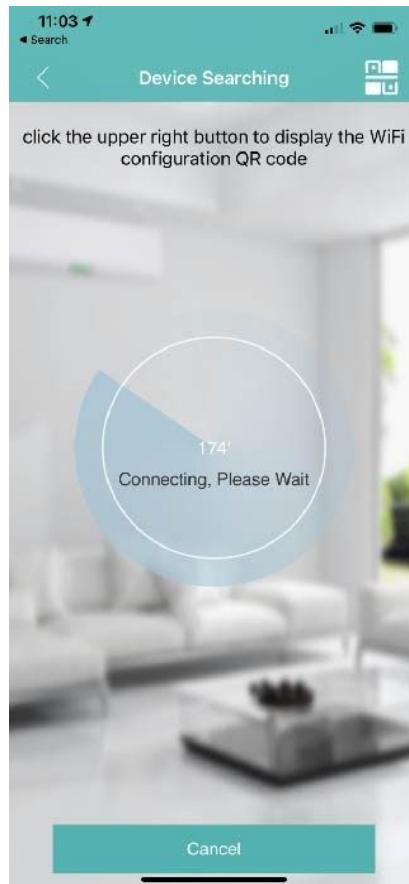 11:03
◀ Search
Device Searching
click the upper right button to display the WiFi
configuration QR code
174'
Connecting, Please Wait
Cancel